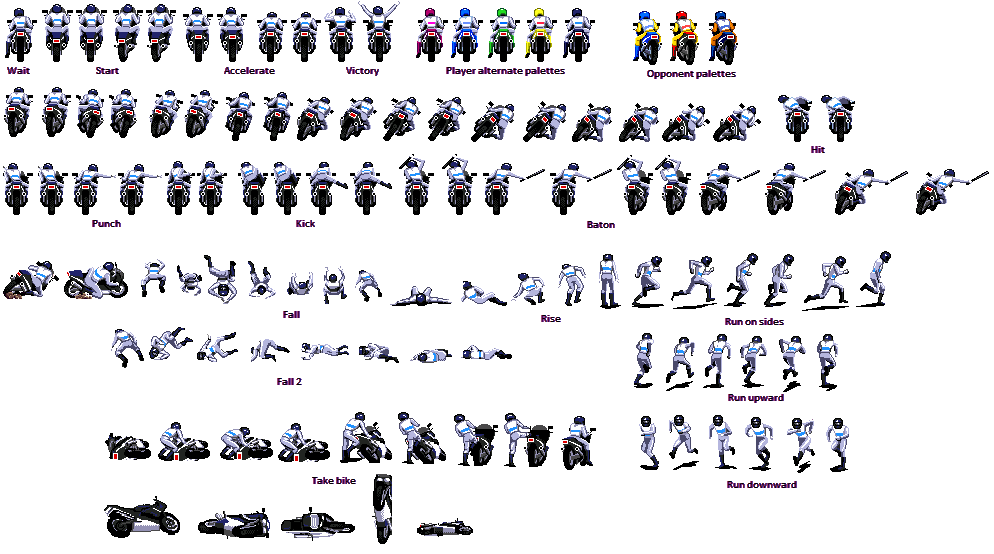 Wait
Start
Accelerate
Victory
Player alternate palettes
Opponent palettes
Hit
Punch
Kick
Baton
Fall
Rise
Run on sides
Fall 2
Run upward
Take bike
Run downward